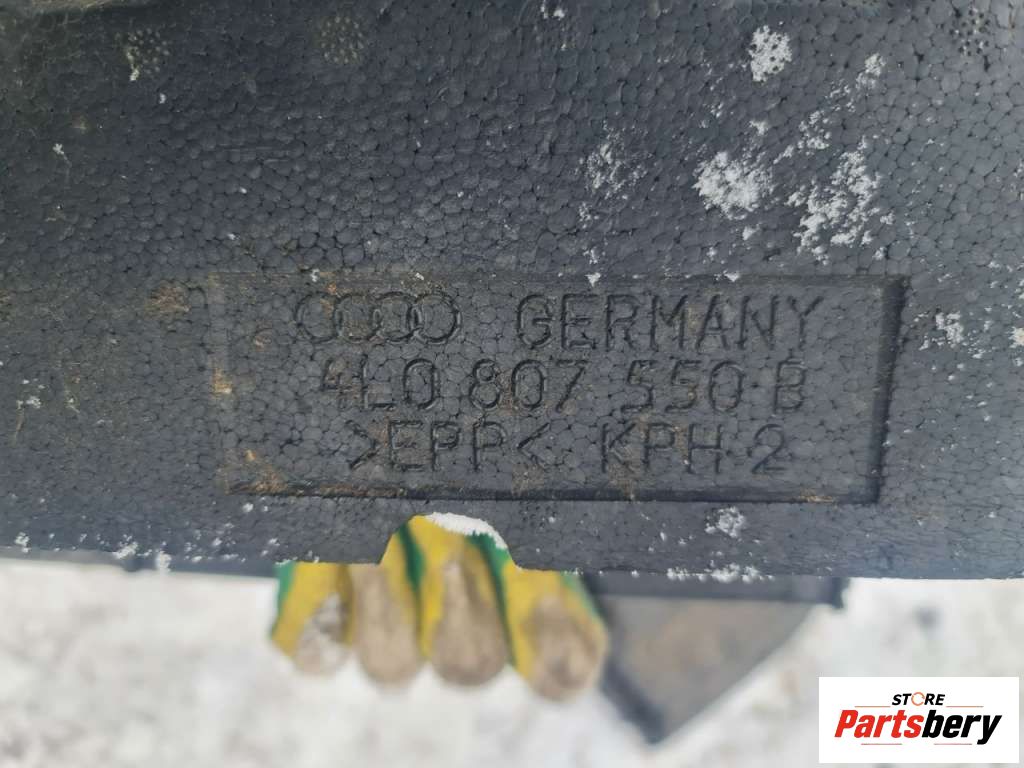 GERMANY
4L0 807 550 B
>EPP< KPH 2
STORE
Partsbery